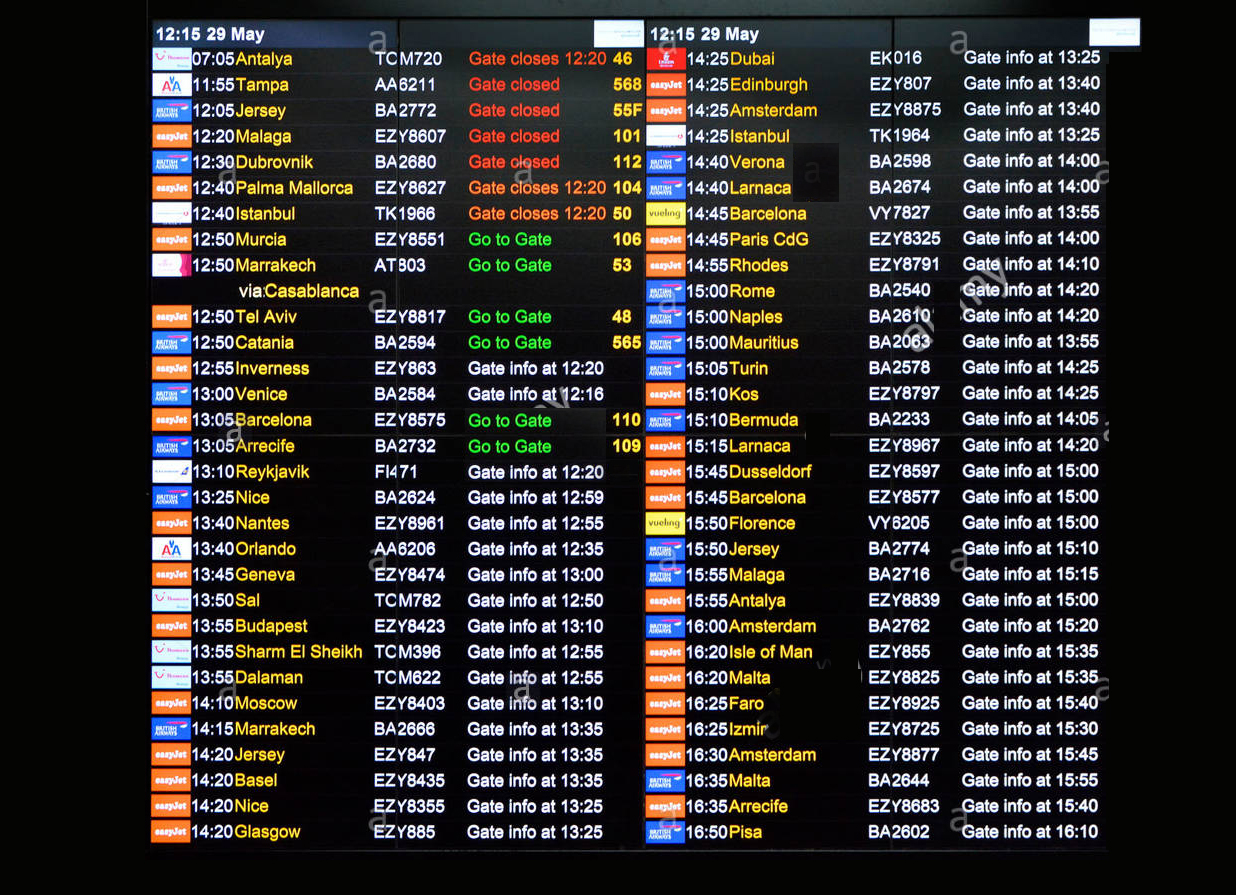 12:15 29 May
07:05 Antalya TCM720 Gate closes 12:20 46
AA 11:55 Tampa AA6211 Gate closed 568
BRITISH AIRWAYS 12:05 Jersey BA2772 Gate closed 55F
easyJet 12:20 Malaga EZY8607 Gate closed 101
BRITISH AIRWAYS 12:30 Dubrovnik BA2680 Gate closed 112
easyJet 12:40 Palma Mallorca EZY8627 Gate closes 12:20 104
12:40 Istanbul TK1966 Gate closes 12:20 50
easyJet 12:50 Murcia EZY8551 Go to Gate 106
12:50 Marrakech AT803 Go to Gate 53
via:Casablanca
easyJet 12:50 Tel Aviv EZY8817 Go to Gate 48
BRITISH AIRWAYS 12:50 Catania BA2594 Go to Gate 565
easyJet 12:55 Inverness EZY863 Gate info at 12:20
BRITISH AIRWAYS 13:00 Venice BA2584 Gate info at 12:16
easyJet 13:05 Barcelona EZY8575 Go to Gate 110
BRITISH AIRWAYS 13:05 Arrecife BA2732 Go to Gate 109
13:10 Reykjavik FI471 Gate info at 12:20
BRITISH AIRWAYS 13:25 Nice BA2624 Gate info at 12:59
easyJet 13:40 Nantes EZY8961 Gate info at 12:55
AA 13:40 Orlando AA6206 Gate info at 12:35
easyJet 13:45 Geneva EZY8474 Gate info at 13:00
13:50 Sal TCM782 Gate info at 12:50
easyJet 13:55 Budapest EZY8423 Gate info at 13:10
13:55 Sharm El Sheikh TCM396 Gate info at 12:55
13:55 Dalaman TCM622 Gate info at 12:55
easyJet 14:10 Moscow EZY8403 Gate info at 13:10
BRITISH AIRWAYS 14:15 Marrakech BA2666 Gate info at 13:35
easyJet 14:20 Jersey EZY847 Gate info at 13:35
easyJet 14:20 Basel EZY8435 Gate info at 13:35
easyJet 14:20 Nice EZY8355 Gate info at 13:25
easyJet 14:20 Glasgow EZY885 Gate info at 13:25
12:15 29 May
14:25 Dubai EK016 Gate info at 13:25
easyJet 14:25 Edinburgh EZY807 Gate info at 13:40
easyJet 14:25 Amsterdam EZY8875 Gate info at 13:40
14:25 Istanbul TK1964 Gate info at 13:25
BRITISH AIRWAYS 14:40 Verona BA2598 Gate info at 14:00
BRITISH AIRWAYS 14:40 Larnaca BA2674 Gate info at 14:00
vueling 14:45 Barcelona VY7827 Gate info at 13:55
easyJet 14:45 Paris CdG EZY8325 Gate info at 14:00
easyJet 14:55 Rhodes EZY8791 Gate info at 14:10
BRITISH AIRWAYS 15:00 Rome BA2540 Gate info at 14:20
BRITISH AIRWAYS 15:00 Naples BA2610 Gate info at 14:20
BRITISH AIRWAYS 15:00 Mauritius BA2063 Gate info at 13:55
BRITISH AIRWAYS 15:05 Turin BA2578 Gate info at 14:25
easyJet 15:10 Kos EZY8797 Gate info at 14:25
BRITISH AIRWAYS 15:10 Bermuda BA2233 Gate info at 14:05
easyJet 15:15 Larnaca EZY8967 Gate info at 14:20
easyJet 15:45 Dusseldorf EZY8597 Gate info at 15:00
easyJet 15:45 Barcelona EZY8577 Gate info at 15:00
vueling 15:50 Florence VY6205 Gate info at 15:00
BRITISH AIRWAYS 15:50 Jersey BA2774 Gate info at 15:10
BRITISH AIRWAYS 15:55 Malaga BA2716 Gate info at 15:15
easyJet 15:55 Antalya EZY8839 Gate info at 15:00
BRITISH AIRWAYS 16:00 Amsterdam BA2762 Gate info at 15:20
easyJet 16:20 Isle of Man EZY855 Gate info at 15:35
easyJet 16:20 Malta EZY8825 Gate info at 15:35
easyJet 16:25 Faro EZY8925 Gate info at 15:40
easyJet 16:25 Izmir EZY8725 Gate info at 15:30
easyJet 16:30 Amsterdam EZY8877 Gate info at 15:45
BRITISH AIRWAYS 16:35 Malta BA2644 Gate info at 15:55
easyJet 16:35 Arrecife EZY8683 Gate info at 15:40
BRITISH AIRWAYS 16:50 Pisa BA2602 Gate info at 16:10